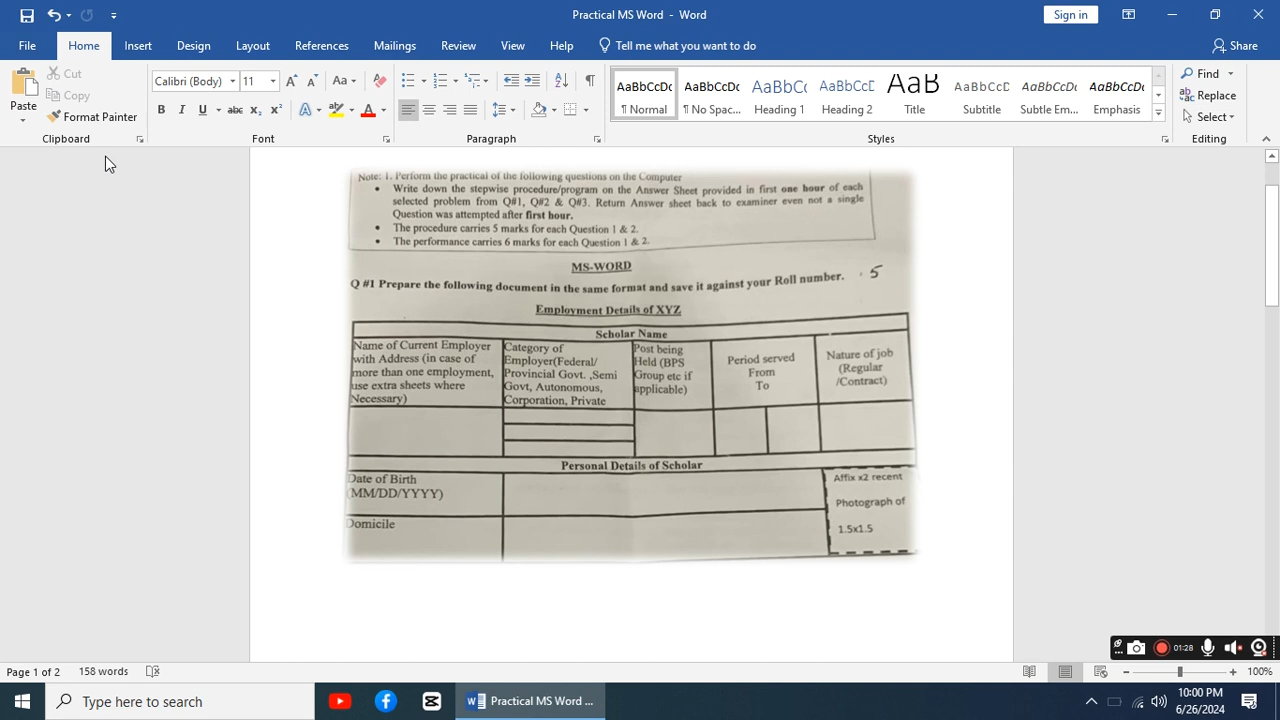 Practical MS Word - Word
Sign in
File Home Insert Design Layout References Mailings Review View Help Tell me what you want to do Share
Paste
Cut
Copy
Format Painter
Clipboard
Calibri (Body) 11
Font
Paragraph
AaBbCcDc AaBbCcDc AaBbCc AaBbCcC AaB AaBbCcC AaBbCcDc AaBbCcDc
¶ Normal ¶ No Spac... Heading 1 Heading 2 Title Subtitle Subtle Em... Emphasis
Styles
Find
Replace
Select
Editing
Note: 1. Perform the practical of the following questions on the Computer
• Write down the stepwise procedure/program on the Answer Sheet provided in first one hour of each
selected problem from Q#1, Q#2 & Q#3. Return Answer sheet back to examiner even not a single
Question was attempted after first hour.
• The procedure carries 5 marks for each Question 1 & 2.
• The performance carries 6 marks for each Question 1 & 2.
MS-WORD
Q #1 Prepare the following document in the same format and save it against your Roll number. 5
Employment Details of XYZ
Scholar Name
Name of Current Employer
with Address (in case of
more than one employment,
use extra sheets where
Necessary)
Category of
Employer(Federal/
Provincial Govt. ,Semi
Govt, Autonomous,
Corporation, Private
Post being
Held (BPS
Group etc if
applicable)
Period served
From
To
Nature of job
(Regular
/Contract)
Personal Details of Scholar
Date of Birth
(MM/DD/YYYY)
Domicile
Affix x2 recent
Photograph of
1.5x1.5
01:28
Page 1 of 2 158 words
100%
Type here to search
Practical MS Word ...
10:00 PM
6/26/2024